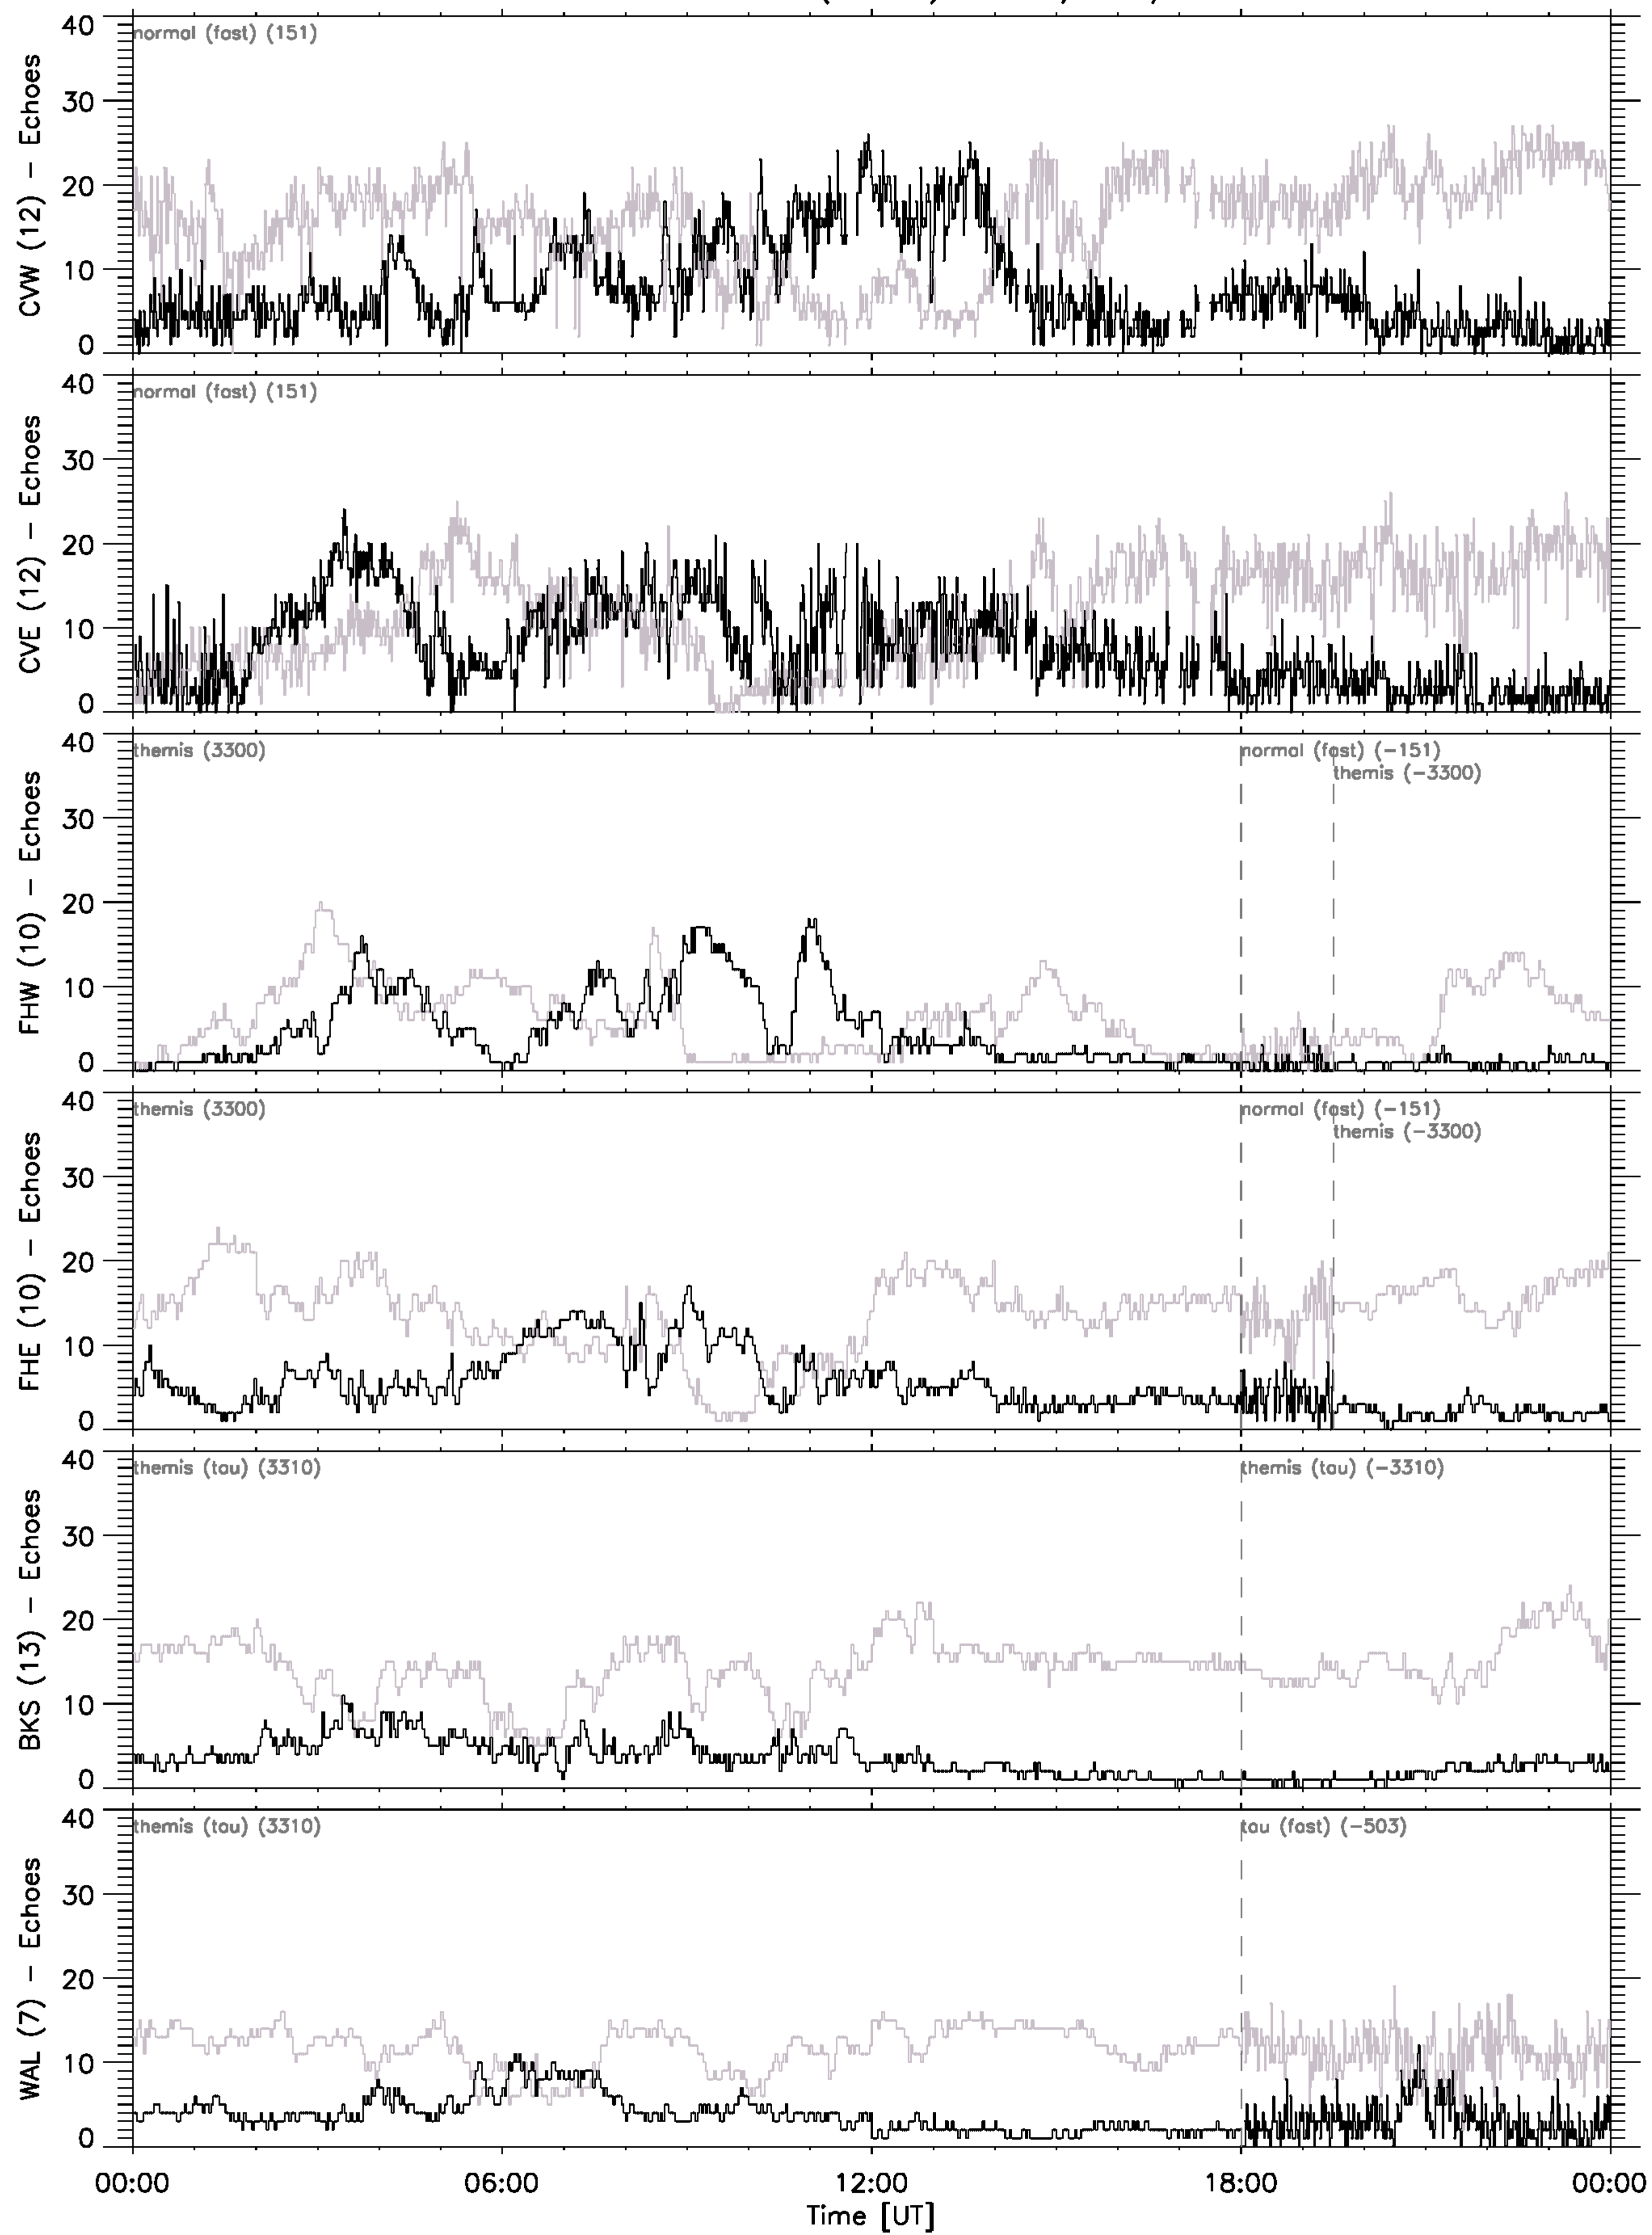 40
30
20
10
0
CVW (12) – Echoes
normal (fast) (151)
40
30
20
10
0
CVE (12) – Echoes
normal (fast) (151)
40
30
20
10
0
FHW (10) – Echoes
themis (3300)
normal (fast) (-151)
themis (-3300)
40
30
20
10
0
FHE (10) – Echoes
themis (3300)
normal (fast) (-151)
themis (-3300)
40
30
20
10
0
BKS (13) – Echoes
themis (tau) (3310)
themis (tau) (-3310)
40
30
20
10
0
WAL (7) – Echoes
themis (tau) (3310)
tau (fast) (-503)
00:00 06:00 12:00 18:00 00:00
Time [UT]